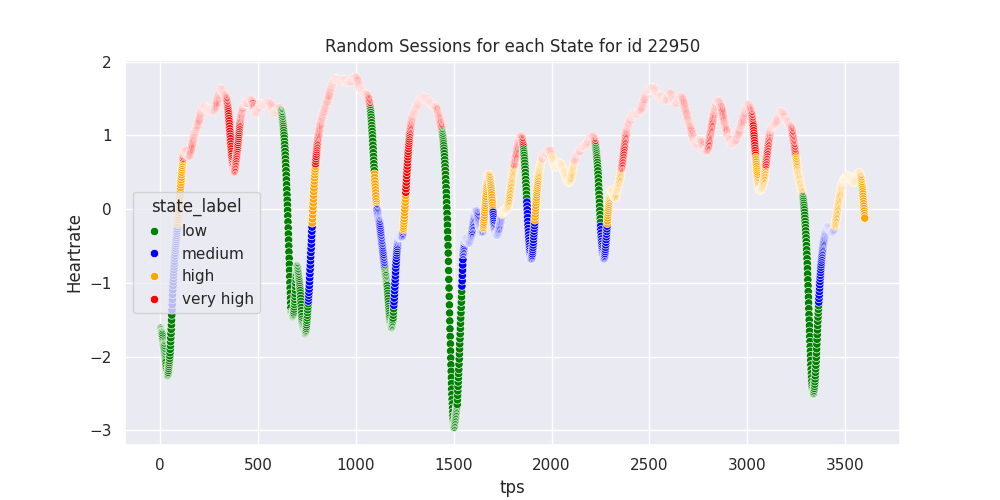 Random Sessions for each State for id 22950
2
1
0
−1
−2
−3
Heartrate
state_label
low
medium
high
very high
0 500 1000 1500 2000 2500 3000 3500
tps